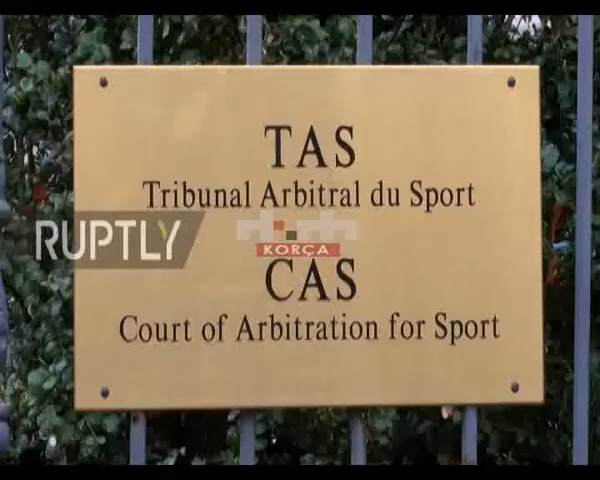 TAS
Tribunal Arbitral du Sport
RUPTLY
KORÇA
CAS
Court of Arbitration for Sport